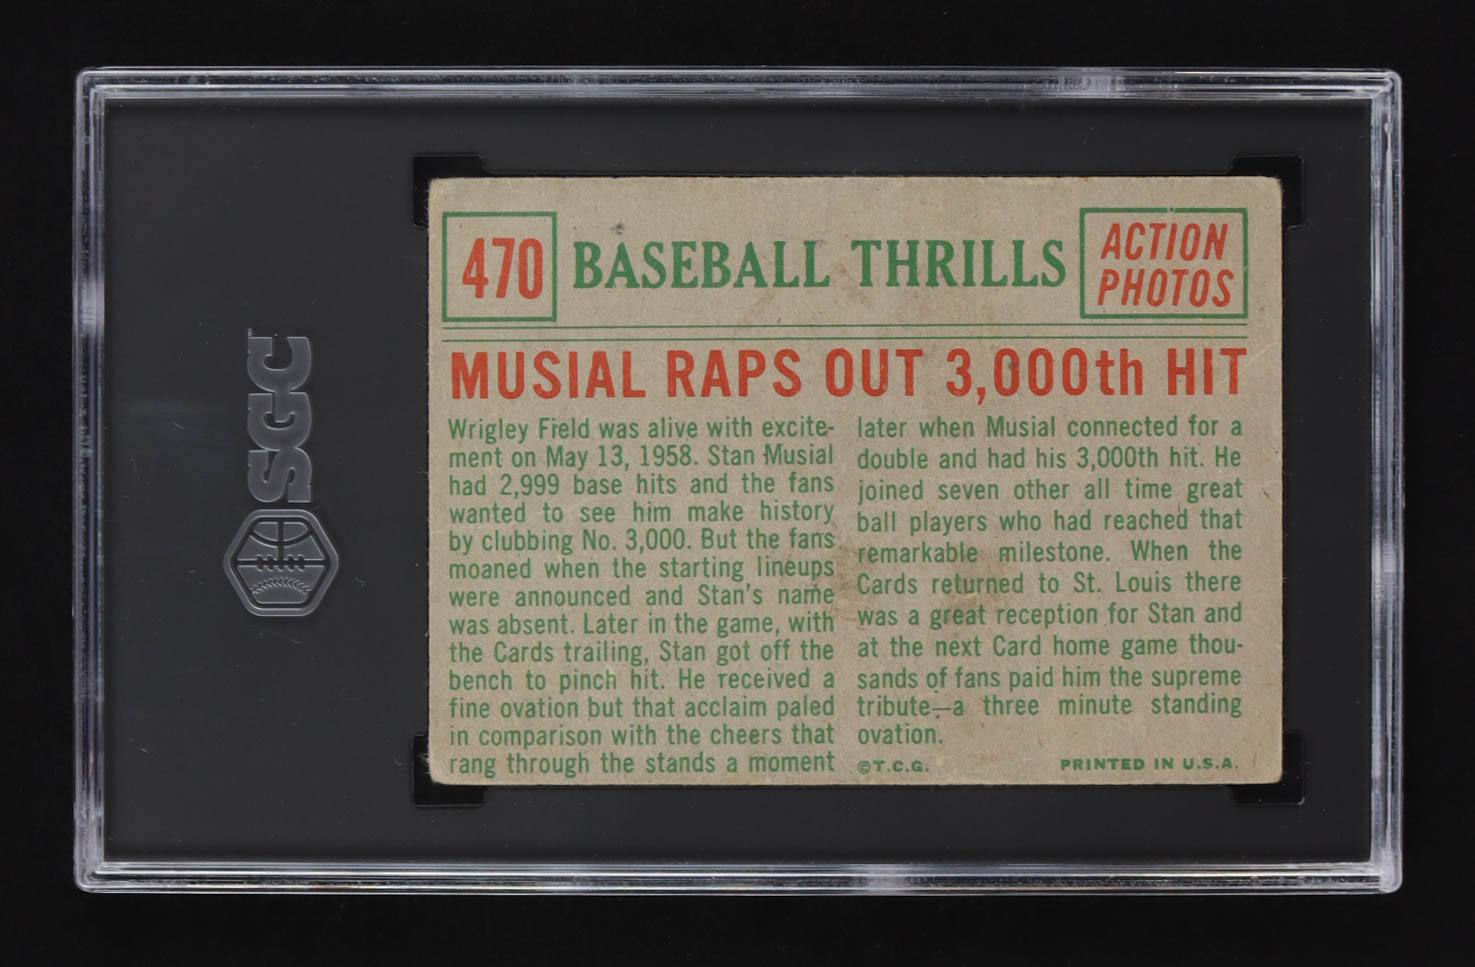 SGC
470
BASEBALL THRILLS
ACTION
PHOTOS
MUSIAL RAPS OUT 3,000th HIT
Wrigley Field was alive with excite-
ment on May 13, 1958. Stan Musial
had 2,999 base hits and the fans
wanted to see him make history
by clubbing No. 3,000. But the fans
moaned when the starting lineups
were announced and Stan's name
was absent. Later in the game, with
the Cards trailing, Stan got off the
bench to pinch hit. He received a
fine ovation but that acclaim paled
in comparison with the cheers that
rang through the stands a moment
later when Musial connected for a
double and had his 3,000th hit. He
joined seven other all time great
ball players who had reached that
remarkable milestone. When the
Cards returned to St. Louis there
was a great reception for Stan and
at the next Card home game thou-
sands of fans paid him the supreme
tribute—a three minute standing
ovation.
©T.C.G.
PRINTED IN U.S.A.